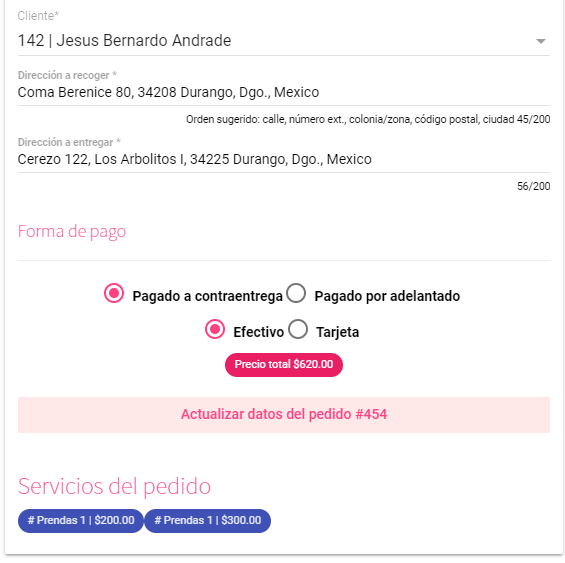 Cliente*
142 | Jesus Bernardo Andrade
Dirección a recoger *
Coma Berenice 80, 34208 Durango, Dgo., Mexico
Orden sugerido: calle, número ext., colonia/zona, código postal, ciudad 45/200
Dirección a entregar *
Cerezo 122, Los Arbolitos I, 34225 Durango, Dgo., Mexico
56/200
Forma de pago
Pagado a contraentrega Pagado por adelantado
Efectivo Tarjeta
Precio total $620.00
Actualizar datos del pedido #454
Servicios del pedido
# Prendas 1 | $200.00 # Prendas 1 | $300.00